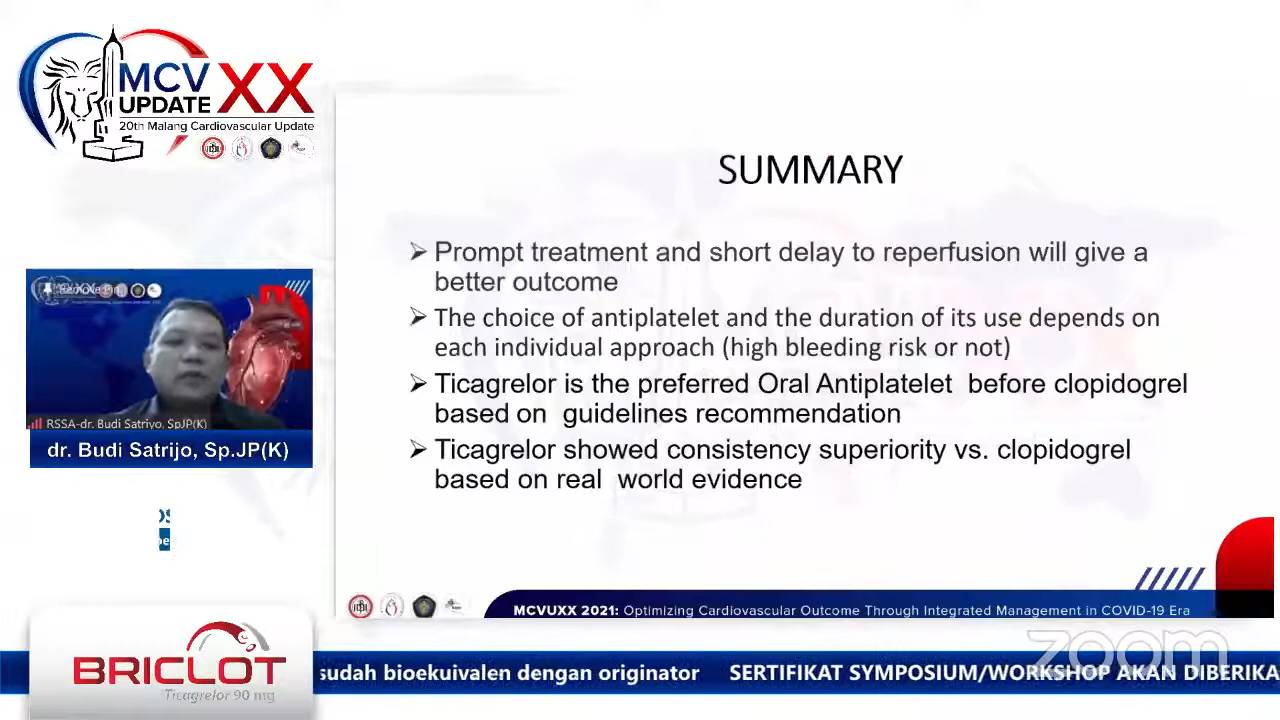 MCV
UPDATE
XX
20th Malang Cardiovascular Update
SUMMARY
➢ Prompt treatment and short delay to reperfusion will give a
better outcome
➢ The choice of antiplatelet and the duration of its use depends on
each individual approach (high bleeding risk or not)
➢ Ticagrelor is the preferred Oral Antiplatelet before clopidogrel
based on guidelines recommendation
➢ Ticagrelor showed consistency superiority vs. clopidogrel
based on real world evidence
Remove Pin
RSSA-dr. Budi Satriyo, SpJP(K)
dr. Budi Satrijo, Sp.JP(K)
MCVUXX 2021: Optimizing Cardiovascular Outcome Through Integrated Management in COVID-19 Era
zoom
BRICLOT
Ticagrelor 90 mg
sudah bioekuivalen dengan originator SERTIFIKAT SYMPOSIUM/WORKSHOP AKAN DIBERIKA